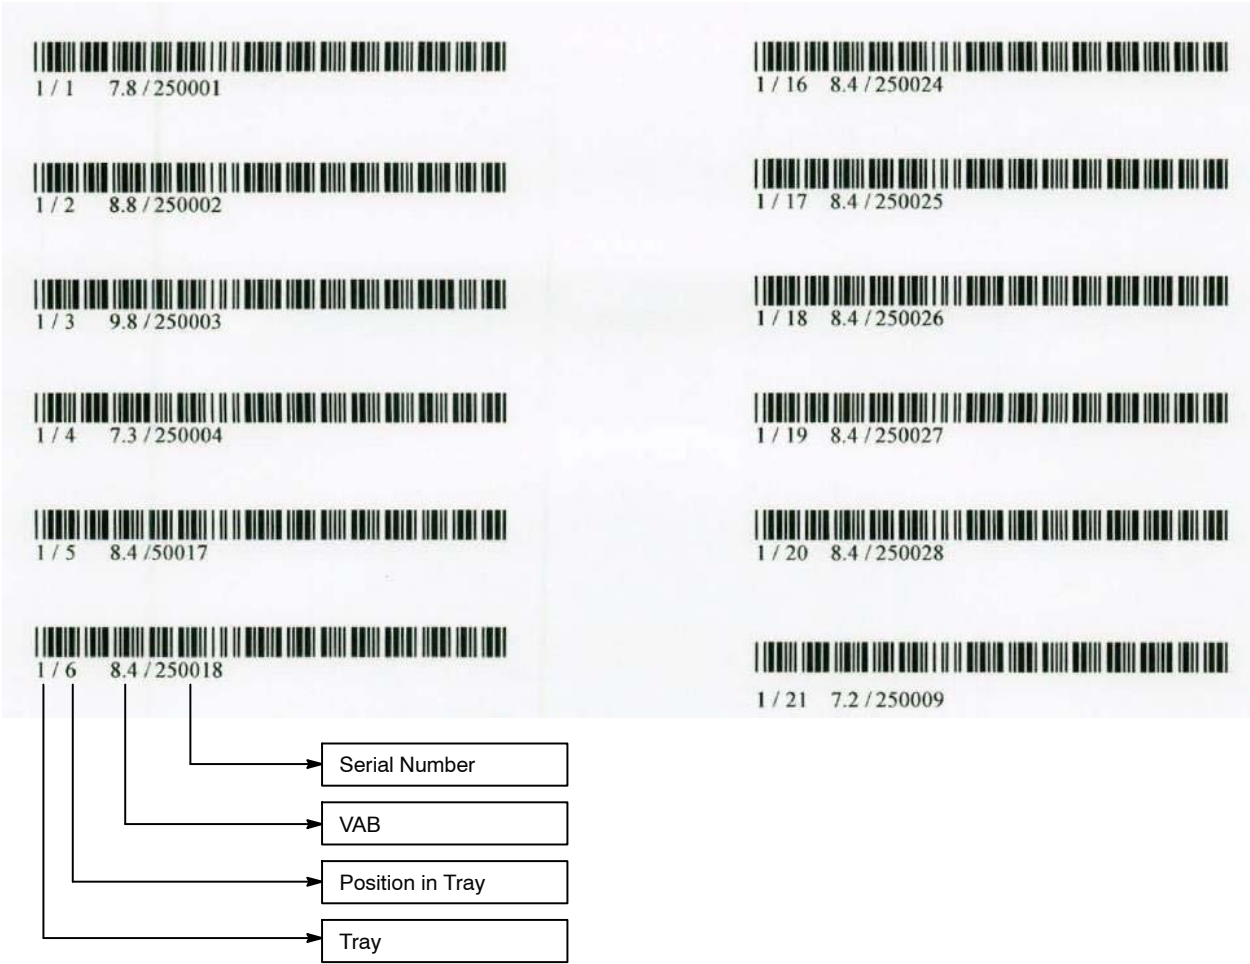 1 / 1 7.8 / 250001
1 / 2 8.8 / 250002
1 / 3 9.8 / 250003
1 / 4 7.3 / 250004
1 / 5 8.4 /50017
1 / 6 8.4 / 250018
1 / 16 8.4 / 250024
1 / 17 8.4 / 250025
1 / 18 8.4 / 250026
1 / 19 8.4 / 250027
1 / 20 8.4 / 250028
1 / 21 7.2 / 250009
Serial Number
VAB
Position in Tray
Tray